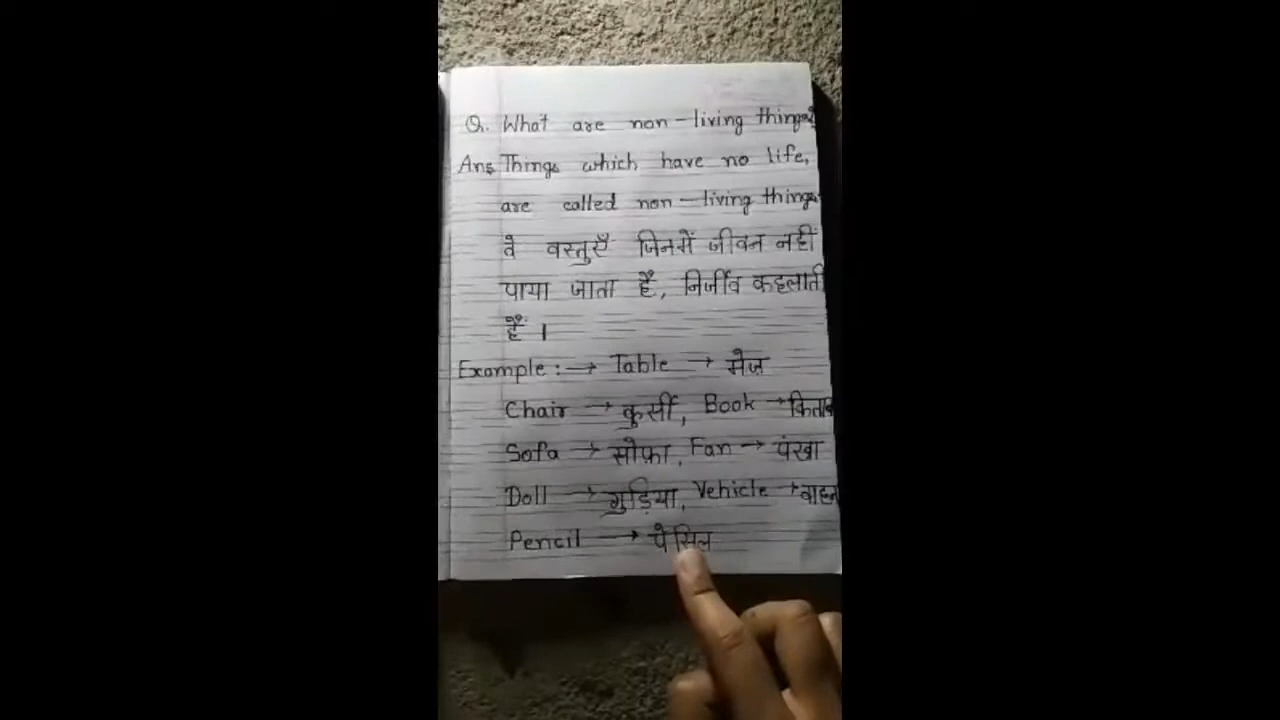 Q. What are non-living things?
Ans Things which have no life,
are called non-living things.
वे वस्तुएँ जिनमें जीवन नहीं
पाया जाता है, निर्जीव कहलाती
हैं ।
Example:→ Table → मेज़
Chair → कुर्सी, Book → किताब
Sofa → सोफ़ा, Fan → पंखा
Doll → गुड़िया, Vehicle → वाहन
Pencil → पेंसिल